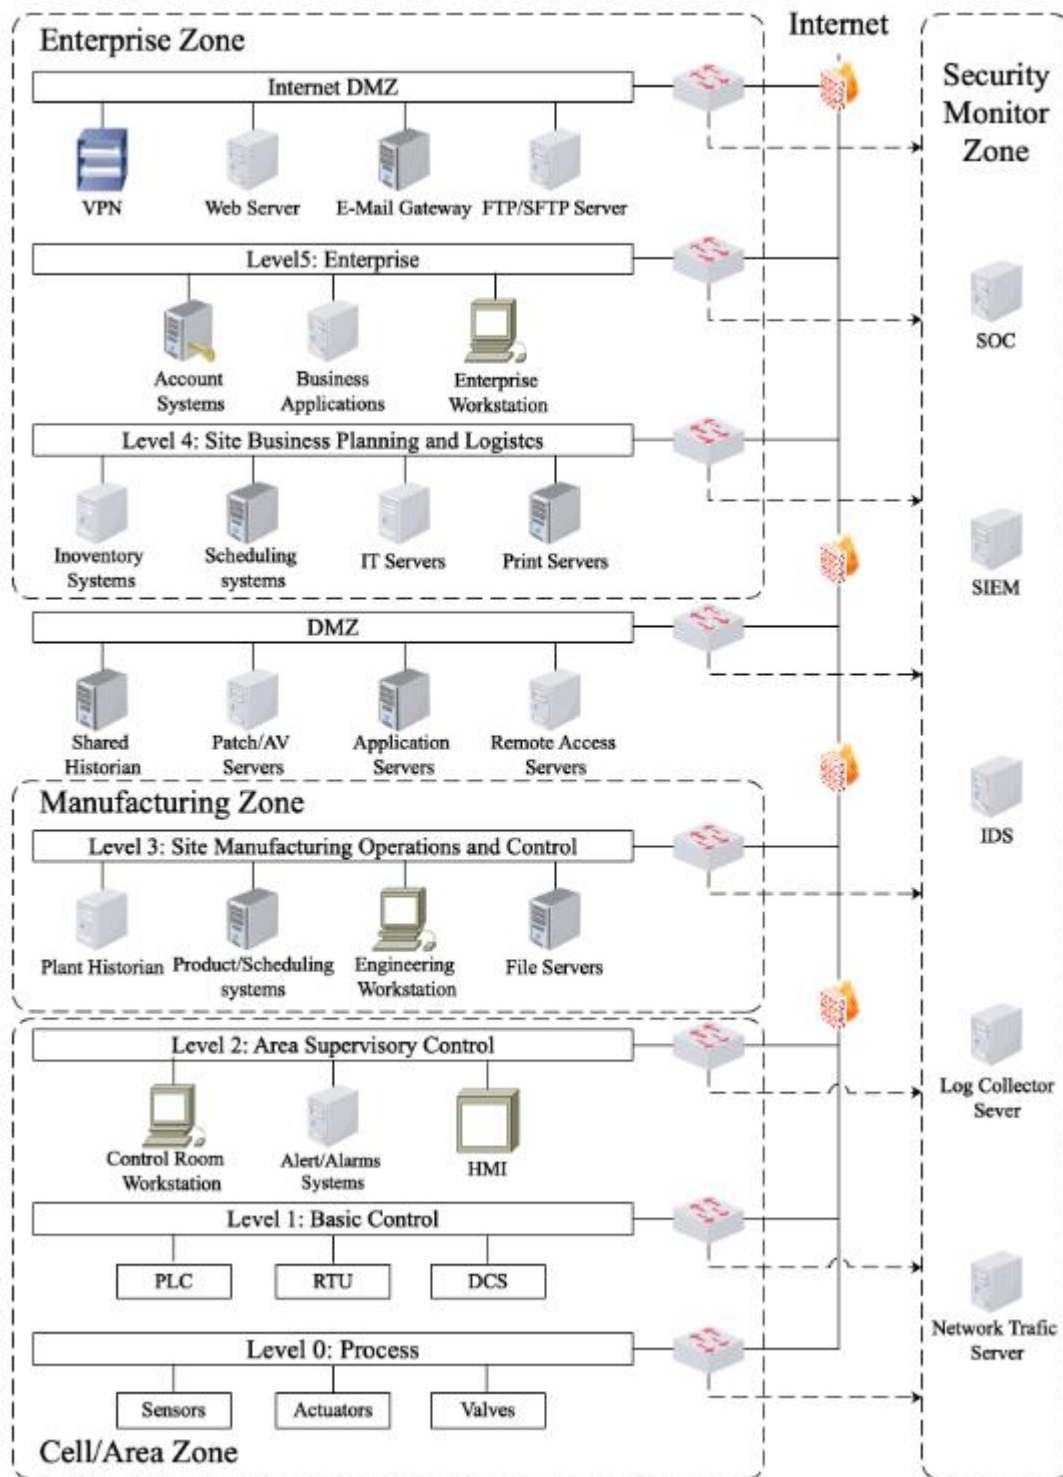 Enterprise Zone
Internet
Internet DMZ
Security
Monitor
Zone
VPN
Web Server
E-Mail Gateway
FTP/SFTP Server
Level5: Enterprise
SOC
Account
Systems
Business
Applications
Enterprise
Workstation
Level 4: Site Business Planning and Logistcs
Inoventory
Systems
Scheduling
systems
IT Servers
Print Servers
SIEM
DMZ
Shared
Historian
Patch/AV
Servers
Application
Servers
Remote Access
Servers
Manufacturing Zone
IDS
Level 3: Site Manufacturing Operations and Control
Plant Historian
Product/Scheduling
systems
Engineering
Workstation
File Servers
Level 2: Area Supervisory Control
Log Collector
Sever
Control Room
Workstation
Alert/Alarms
Systems
HMI
Level 1: Basic Control
PLC
RTU
DCS
Network Trafic
Server
Level 0: Process
Sensors
Actuators
Valves
Cell/Area Zone